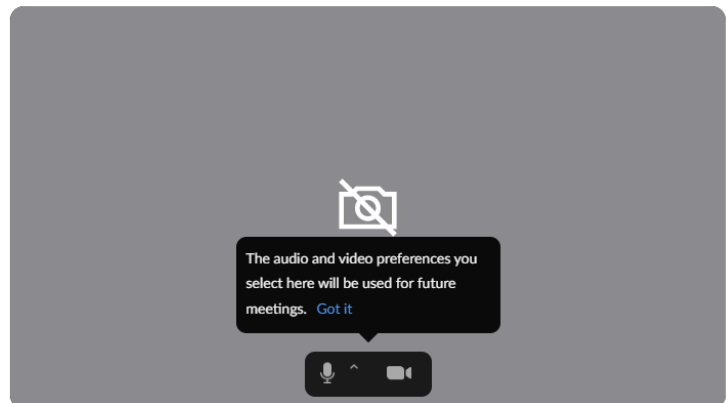 The audio and video preferences you
select here will be used for future
meetings. Got it